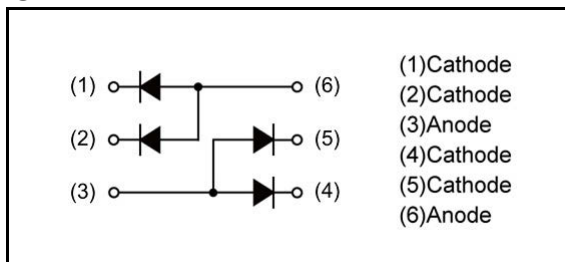 (1)
(6)
(2)
(5)
(3)
(4)
(1)Cathode
(2)Cathode
(3)Anode
(4)Cathode
(5)Cathode
(6)Anode